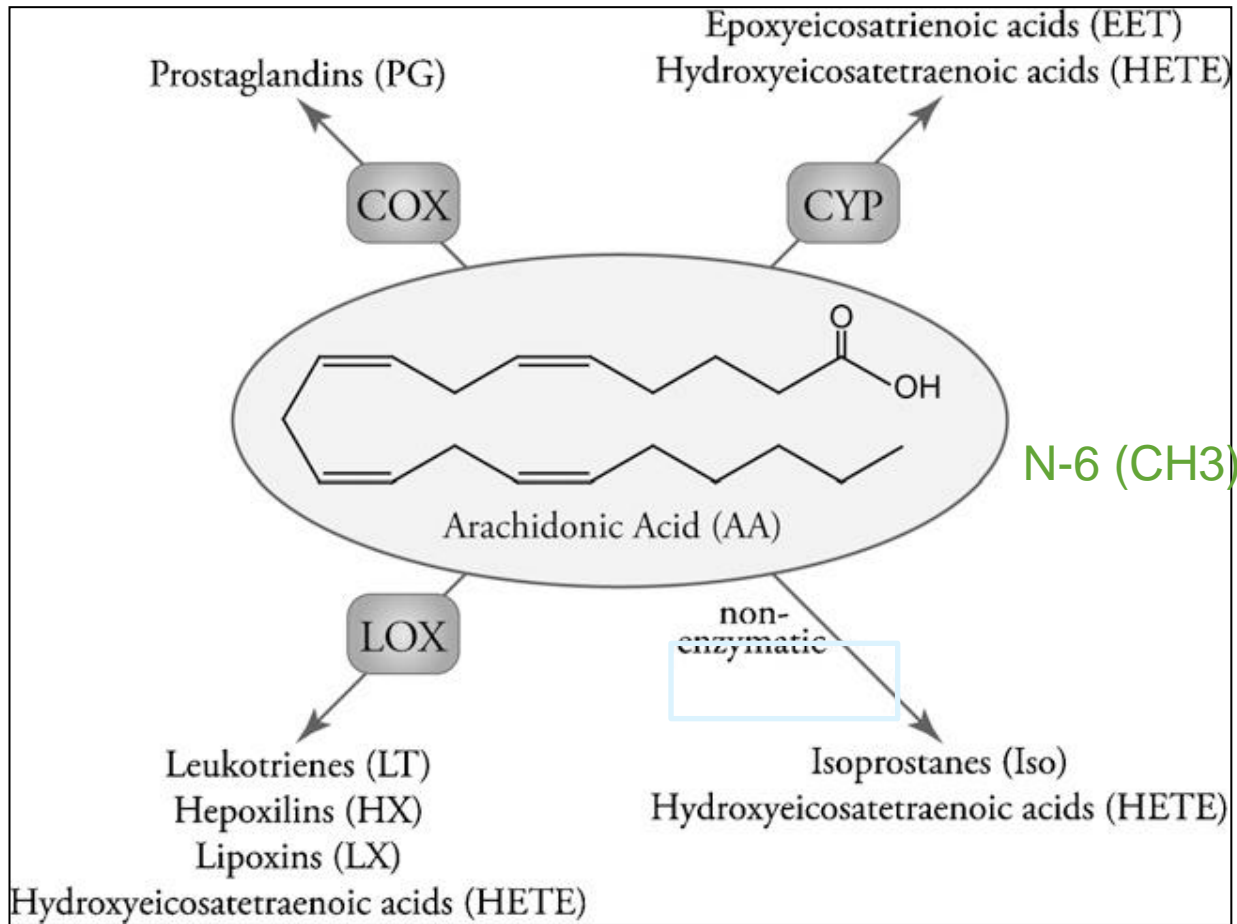 Epoxyeicosatrienoic acids (EET)
Prostaglandins (PG)
Hydroxyeicosatetraenoic acids (HETE)
COX
CYP
O
OH
N-6 (CH3)
Arachidonic Acid (AA)
LOX
non-
enzymatic
Leukotrienes (LT)
Hepoxilins (HX)
Lipoxins (LX)
Hydroxyeicosatetraenoic acids (HETE)
Isoprostanes (Iso)
Hydroxyeicosatetraenoic acids (HETE)